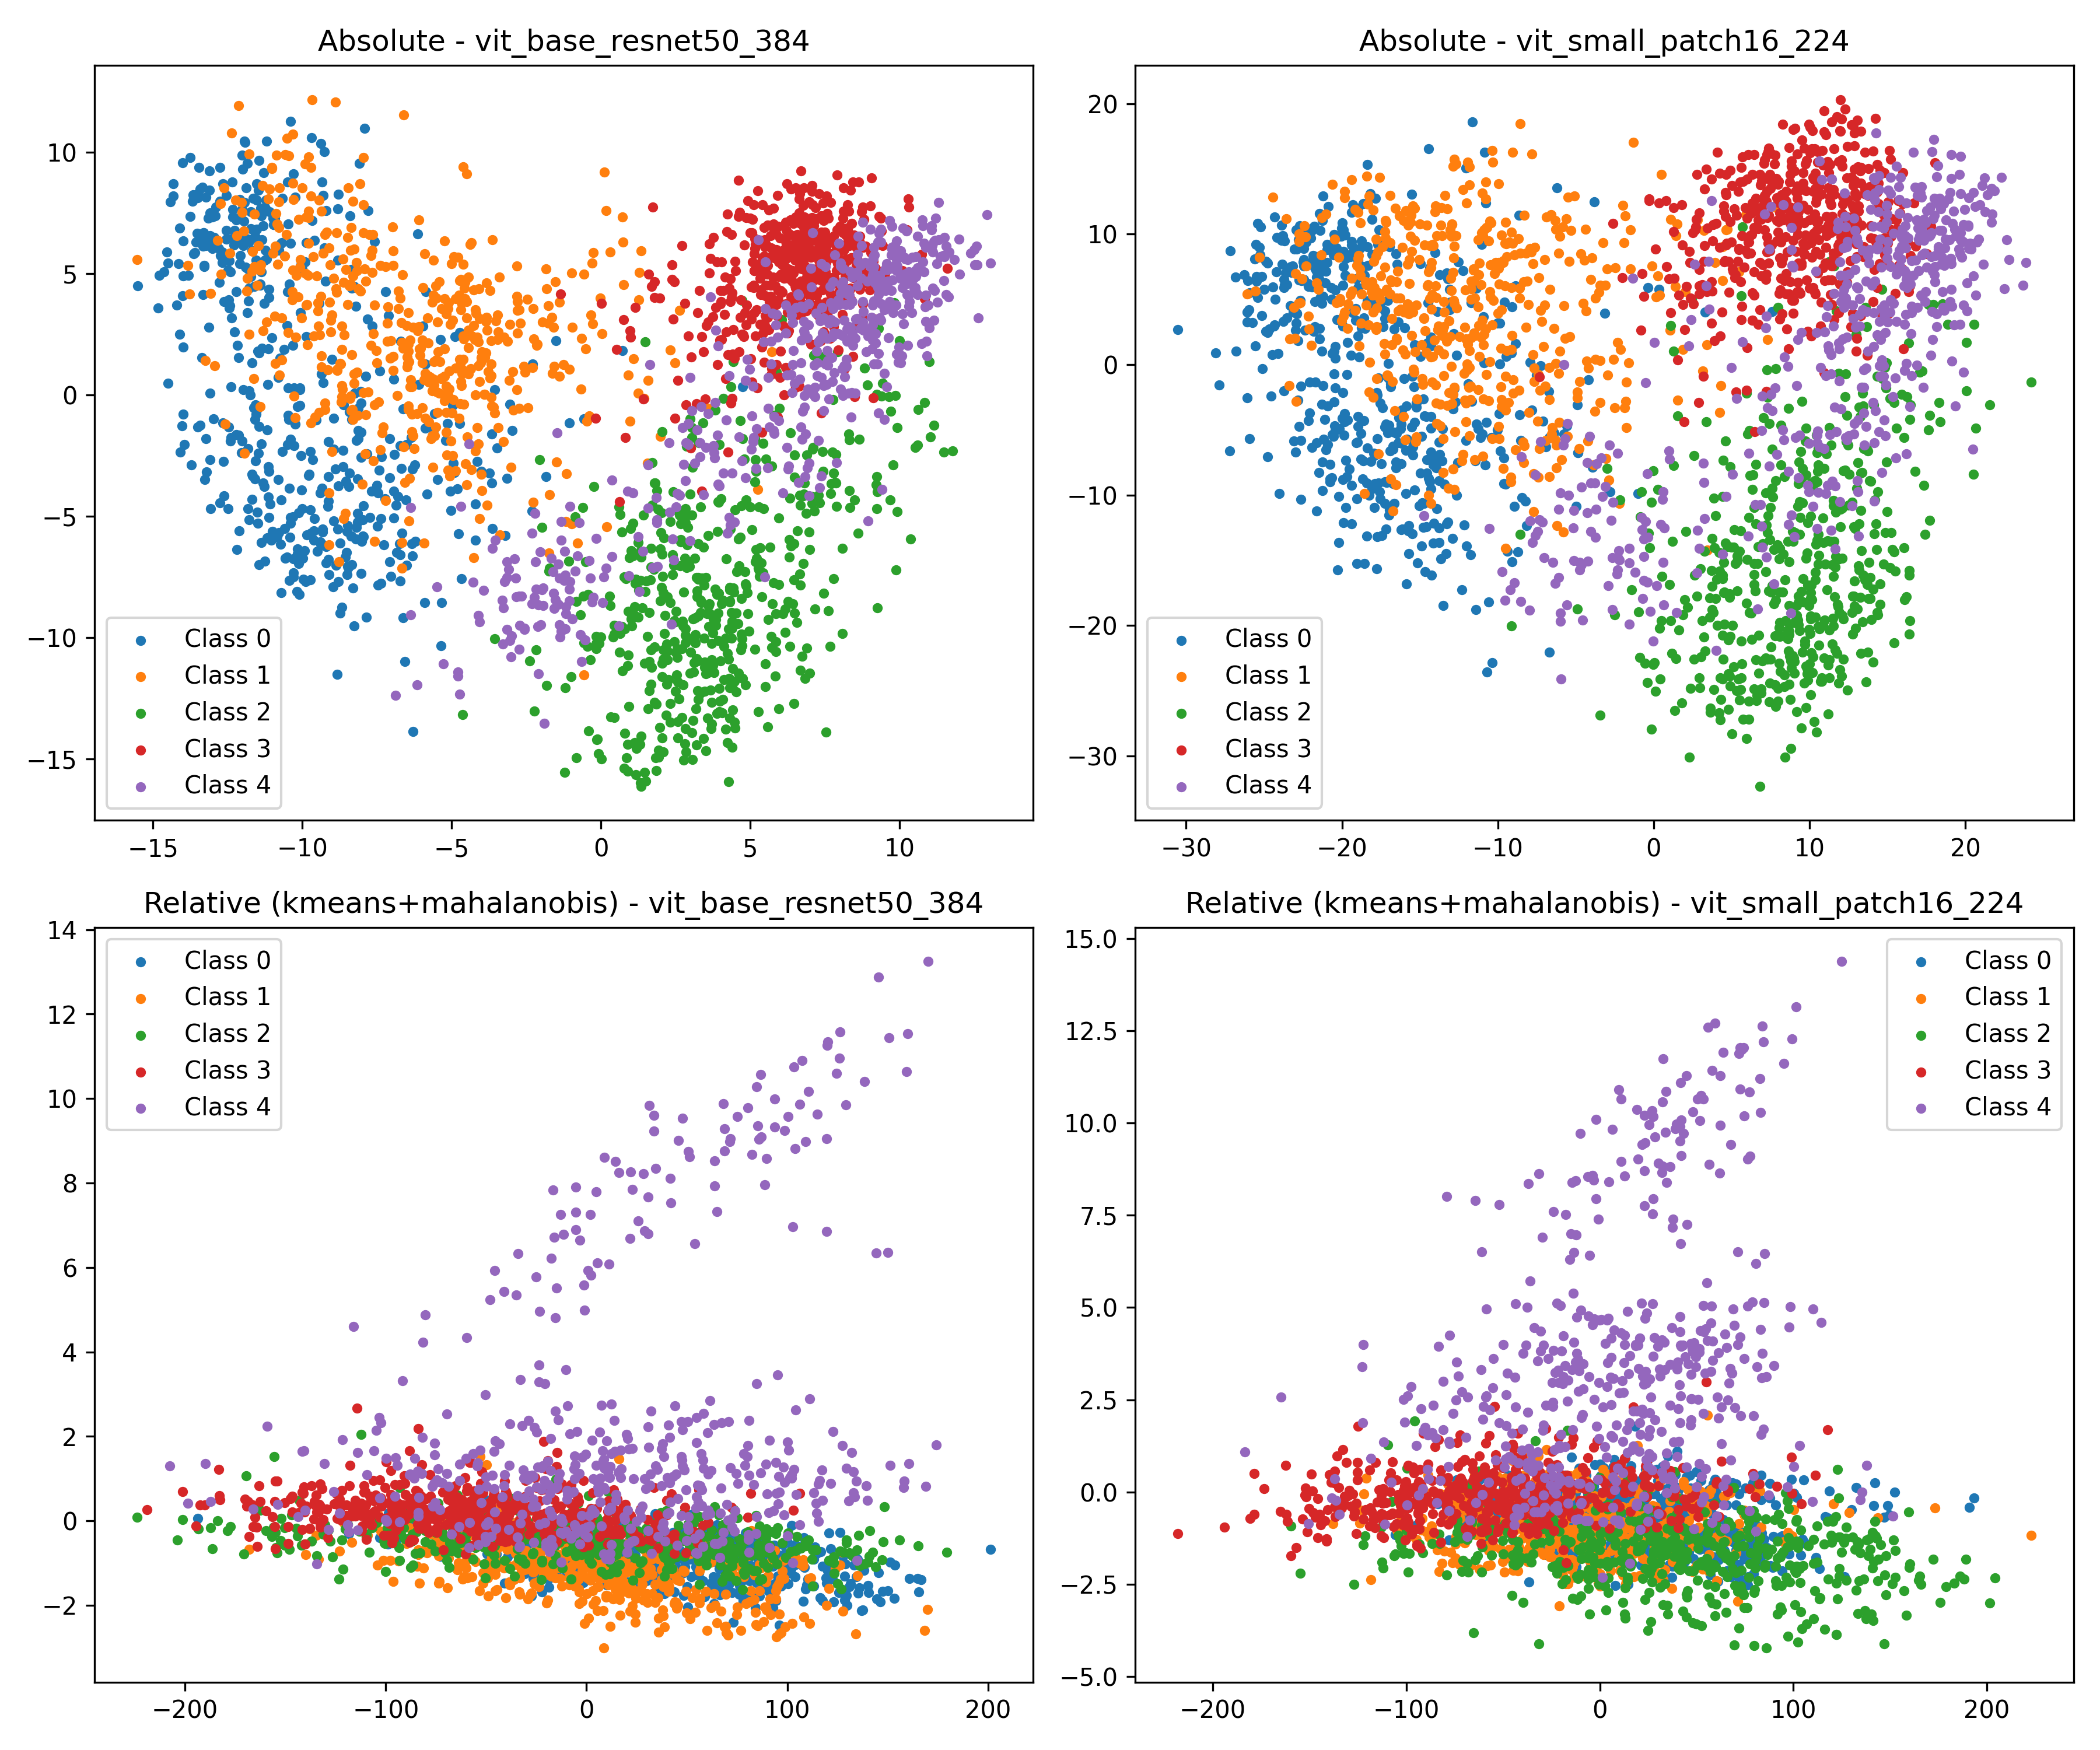 Absolute - vit_base_resnet50_384
10
5
0
−5
−10
−15
Class 0
Class 1
Class 2
Class 3
Class 4
−15 −10 −5 0 5 10
Absolute - vit_small_patch16_224
20
10
0
−10
−20
−30
Class 0
Class 1
Class 2
Class 3
Class 4
−30 −20 −10 0 10 20
Relative (kmeans+mahalanobis) - vit_base_resnet50_384
14
12
10
8
6
4
2
0
−2
Class 0
Class 1
Class 2
Class 3
Class 4
−200 −100 0 100 200
Relative (kmeans+mahalanobis) - vit_small_patch16_224
15.0
12.5
10.0
7.5
5.0
2.5
0.0
−2.5
−5.0
Class 0
Class 1
Class 2
Class 3
Class 4
−200 −100 0 100 200